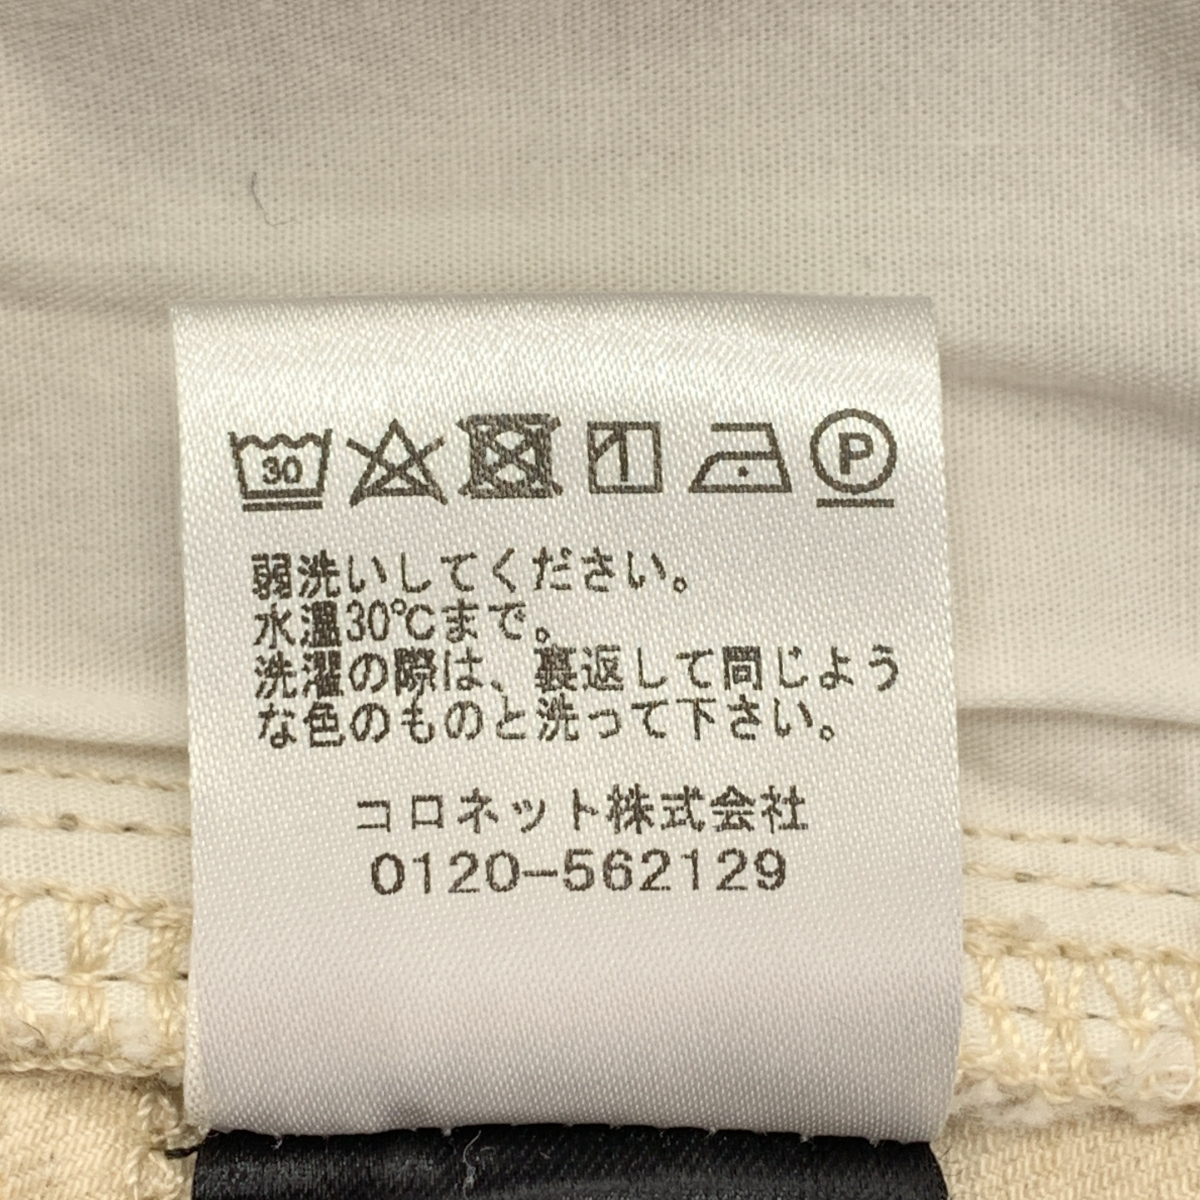 30 P
弱洗いしてください。
水温30℃まで。
洗濯の際は、裏返して同じよう
な色のものと洗って下さい。
コロネット株式会社
0120-562129